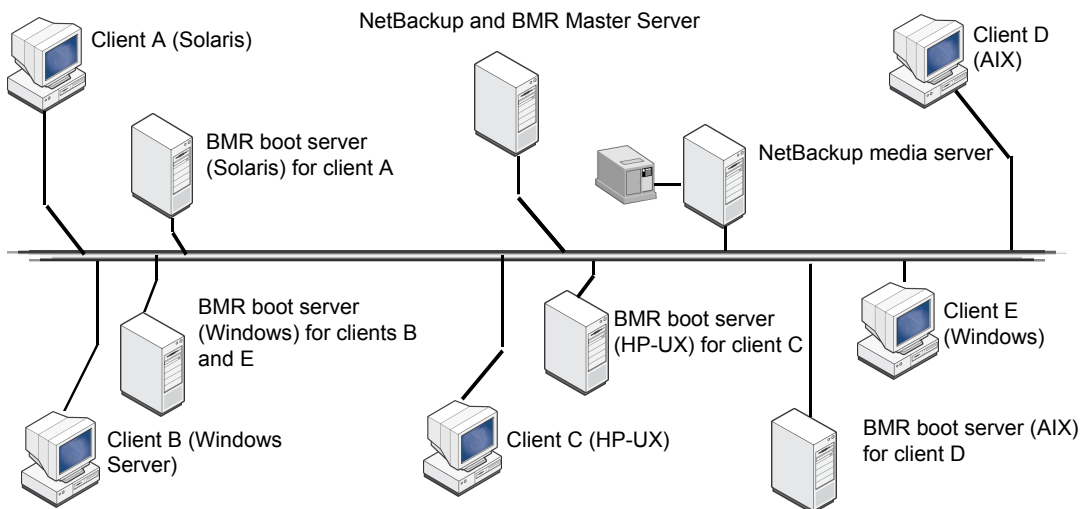 NetBackup and BMR Master Server
Client A (Solaris)
Client D
(AIX)
BMR boot server
(Solaris) for client A
NetBackup media server
BMR boot server
(Windows) for clients B
and E
BMR boot server
(HP-UX) for client C
Client E
(Windows)
Client B (Windows
Server)
Client C (HP-UX)
BMR boot server (AIX)
for client D